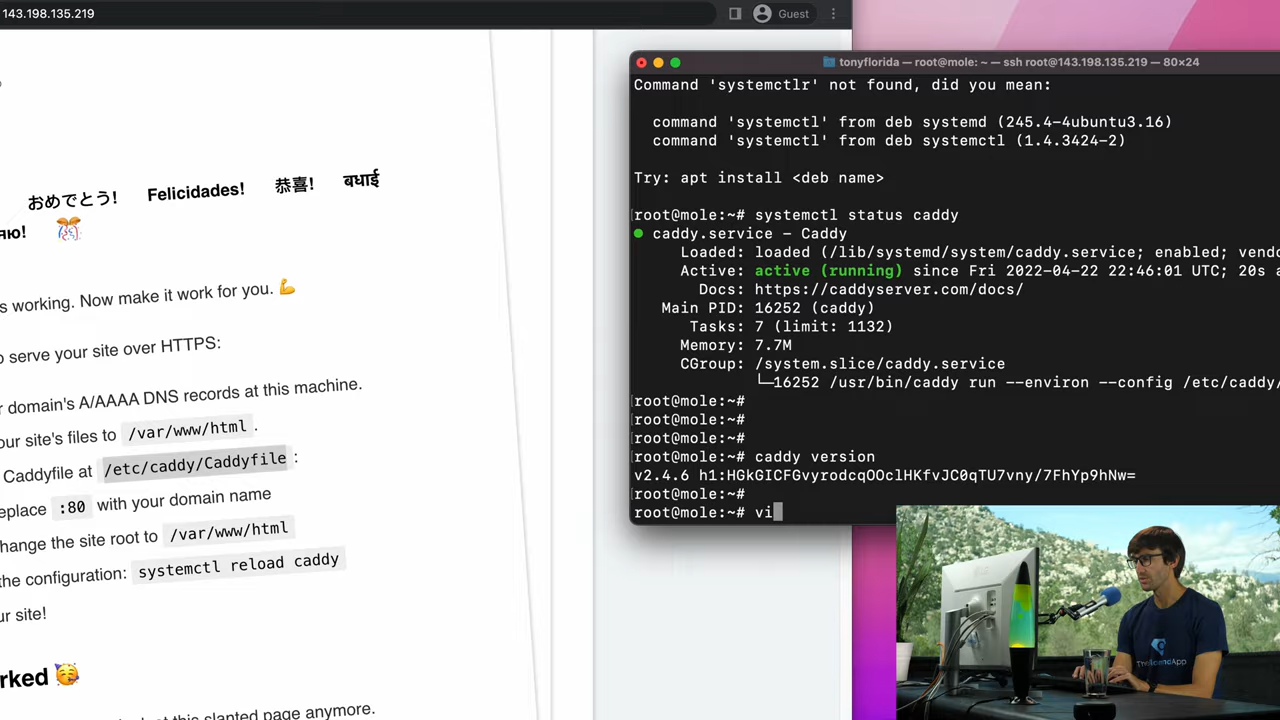 143.198.135.219
Guest
おめでとう! Felicidades! 恭喜! बधाई
яю!
s working. Now make it work for you.
o serve your site over HTTPS:
r domain's A/AAAA DNS records at this machine.
our site's files to /var/www/html.
Caddyfile at /etc/caddy/Caddyfile:
eplace :80 with your domain name
hange the site root to /var/www/html
the configuration: systemctl reload caddy
ur site!
rked
at this slanted page anymore.
tonyflorida — root@mole: ~ — ssh root@143.198.135.219 — 80×24
Command 'systemctlr' not found, did you mean:
command 'systemctl' from deb systemd (245.4-4ubuntu3.16)
command 'systemctl' from deb systemctl (1.4.3424-2)
Try: apt install <deb name>
root@mole:~# systemctl status caddy
● caddy.service - Caddy
Loaded: loaded (/lib/systemd/system/caddy.service; enabled; vendo
Active: active (running) since Fri 2022-04-22 22:46:01 UTC; 20s a
Docs: https://caddyserver.com/docs/
Main PID: 16252 (caddy)
Tasks: 7 (limit: 1132)
Memory: 7.7M
CGroup: /system.slice/caddy.service
└─16252 /usr/bin/caddy run --environ --config /etc/caddy/
root@mole:~#
root@mole:~#
root@mole:~#
root@mole:~# caddy version
v2.4.6 h1:HGkGICFGvyrodcqOOclHKfvJC0qTU7vny/7FhYp9hNw=
root@mole:~#
root@mole:~# vi